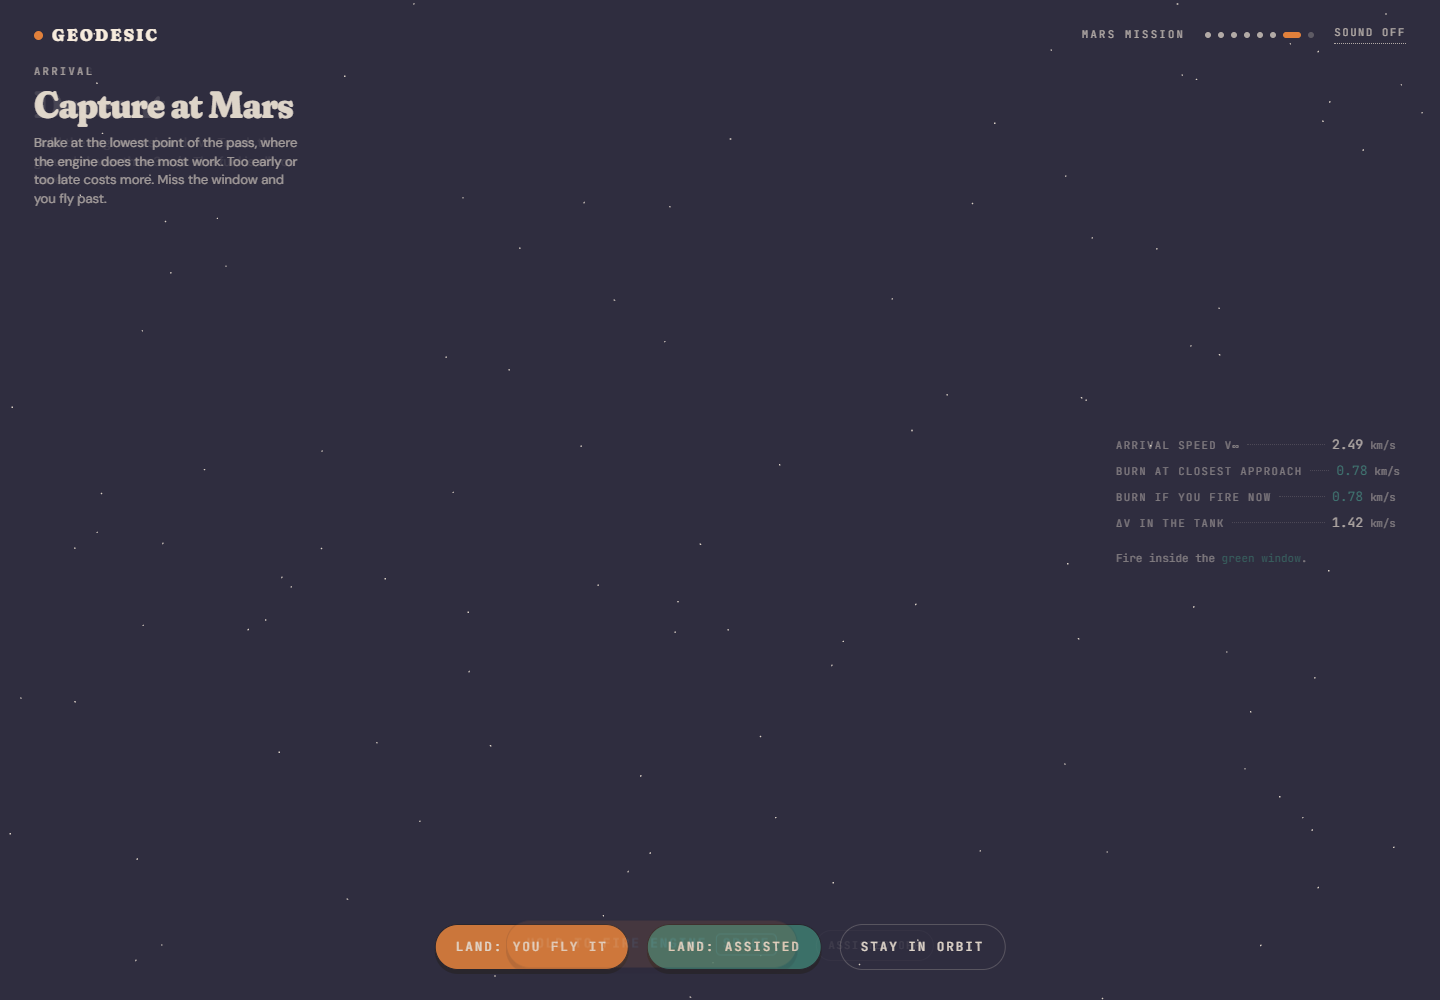 GEODESIC
MARS MISSION
SOUND OFF
ARRIVAL
Capture at Mars
Brake at the lowest point of the pass, where
the engine does the most work. Too early or
too late costs more. Miss the window and
you fly past.
ARRIVAL SPEED V∞ 2.49 km/s
BURN AT CLOSEST APPROACH 0.78 km/s
BURN IF YOU FIRE NOW 0.78 km/s
ΔV IN THE TANK 1.42 km/s
Fire inside the green window.
LAND: YOU FLY IT
LAND: ASSISTED
STAY IN ORBIT